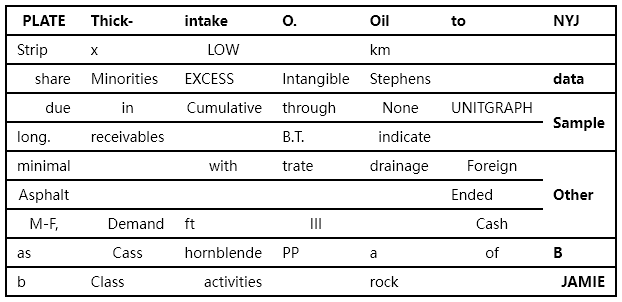 PLATE Thick- intake O. Oil to NYJ
Strip x LOW km
share Minorities EXCESS Intangible Stephens data
due in Cumulative through None UNITGRAPH Sample
long. receivables B.T. indicate
minimal with trate drainage Foreign
Asphalt Ended Other
M-F, Demand ft III Cash
as Cass hornblende PP a of B
b Class activities rock JAMIE